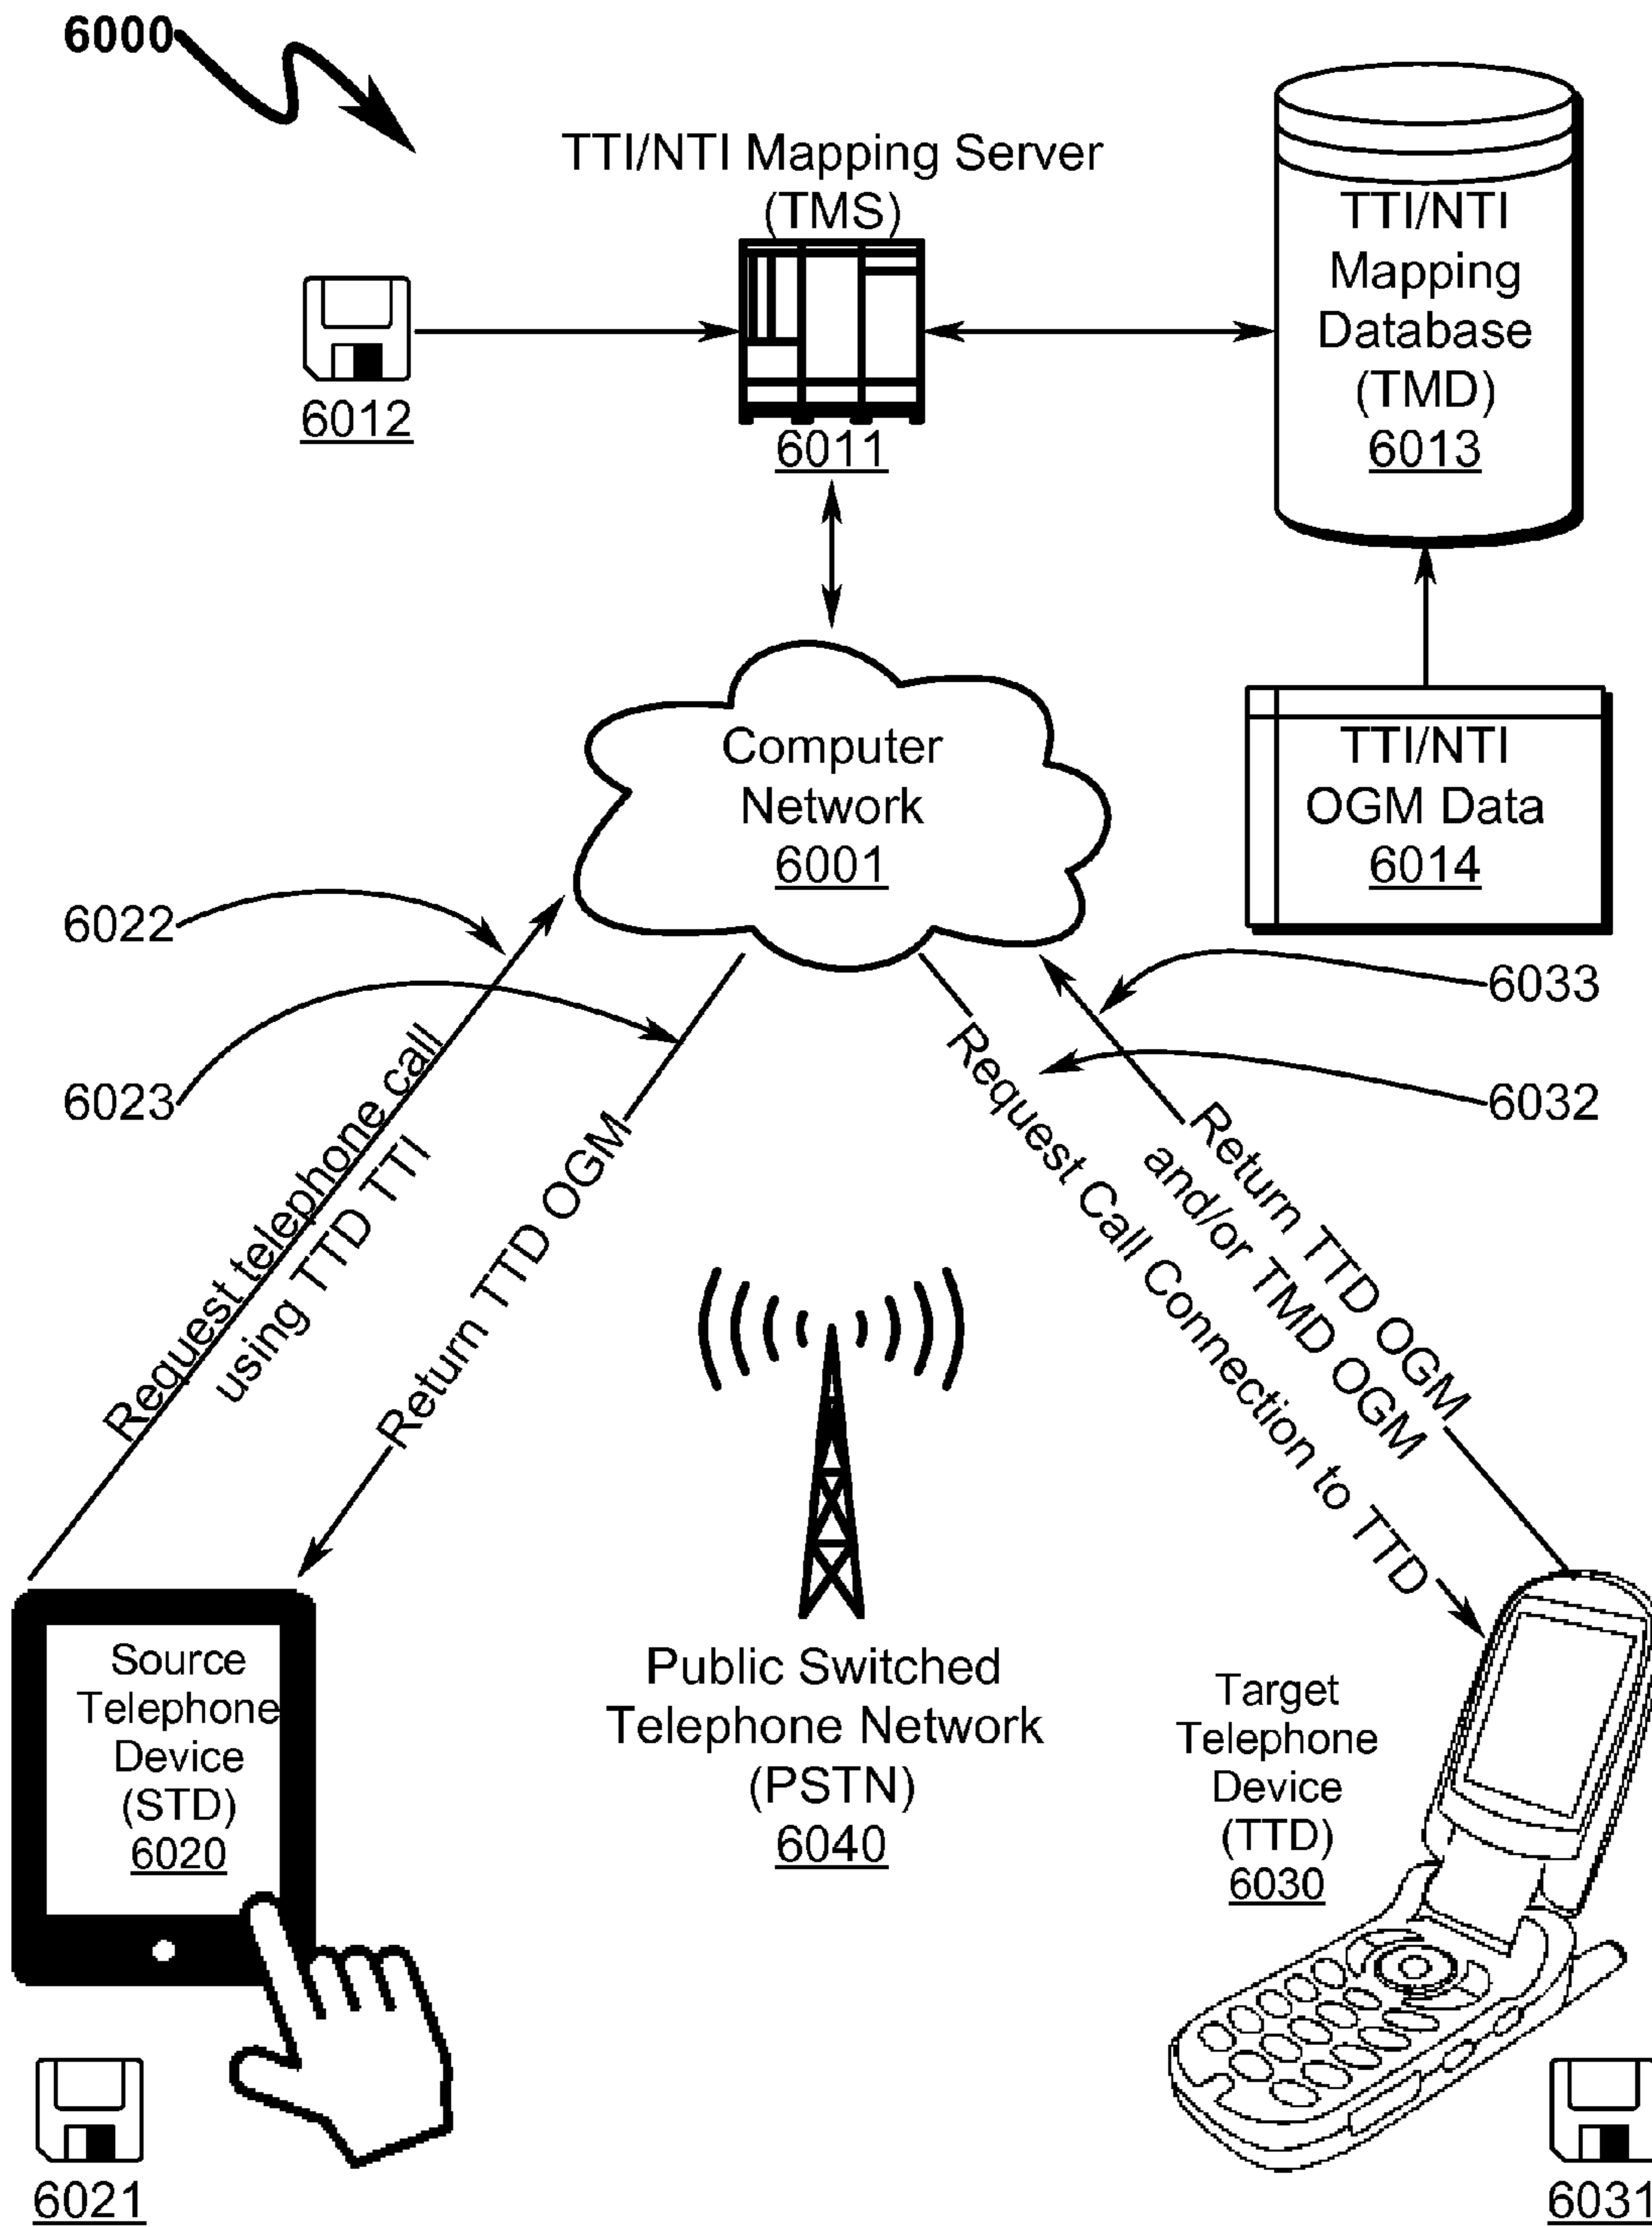 6000
TTI/NTI Mapping Server
(TMS)
6011
6012
TTI/NTI
Mapping
Database
(TMD)
6013
Computer
Network
6001
TTI/NTI
OGM Data
6014
6022
6023
6033
6032
Request telephone call
using TTD TTI
Return TTD OGM
Request Call Connection to TTD
Return TTD OGM
and/or TMD OGM
Source
Telephone
Device
(STD)
6020
Public Switched
Telephone Network
(PSTN)
6040
Target
Telephone
Device
(TTD)
6030
6021
6031